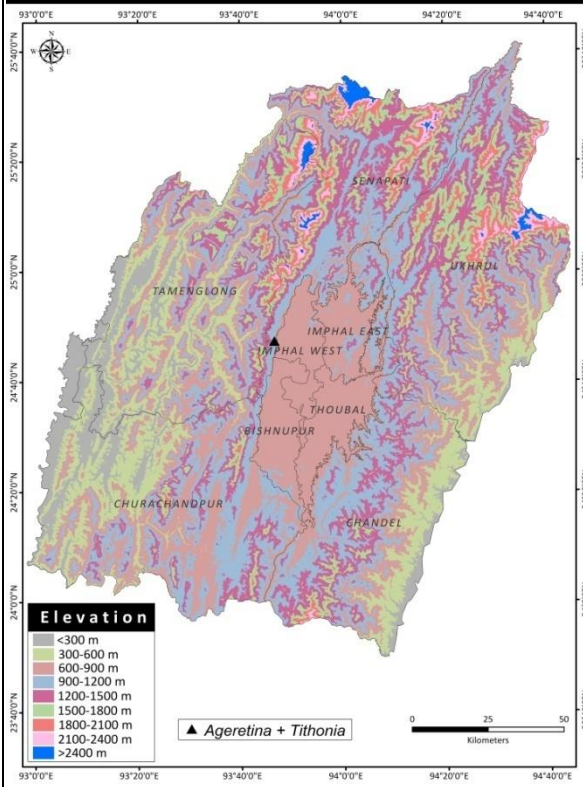 93°0'0"E 93°20'0"E 93°40'0"E 94°0'0"E 94°20'0"E 94°40'0"E
N
W E
S
25°40'0"N
25°20'0"N
25°0'0"N
24°40'0"N
24°20'0"N
24°0'0"N
23°40'0"N
SENAPATI
UKHRUL
TAMENGLONG
IMPHAL EAST
IMPHAL WEST
THOUBAL
BISHNUPUR
CHURACHANDPUR
CHANDEL
Elevation
<300 m
300-600 m
600-900 m
900-1200 m
1200-1500 m
1500-1800 m
1800-2100 m
2100-2400 m
>2400 m
▲ Ageretina + Tithonia
0 25 50
Kilometers
93°0'0"E 93°20'0"E 93°40'0"E 94°0'0"E 94°20'0"E 94°40'0"E